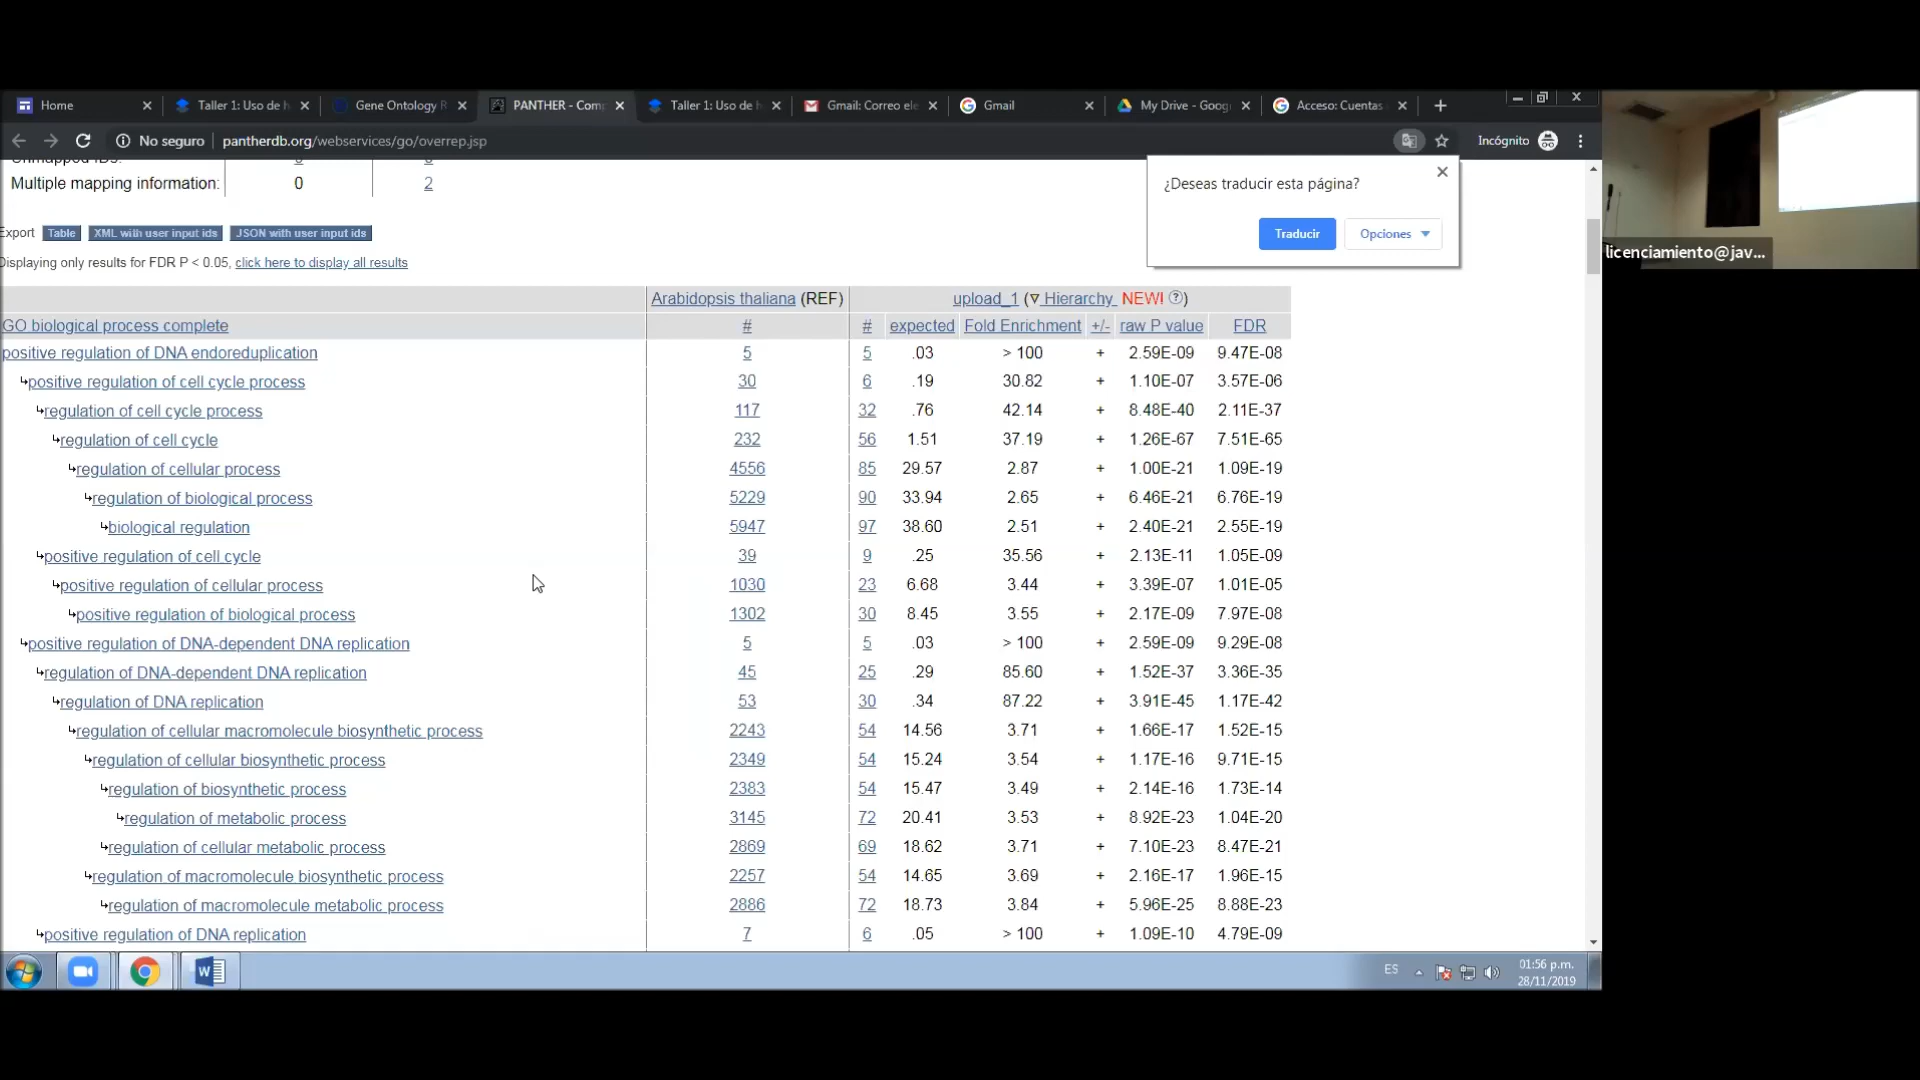 Home
Taller 1: Uso de h
Gene Ontology R
PANTHER - Comp
Taller 1: Uso de h
Gmail: Correo ele
Gmail
My Drive - Goog
Acceso: Cuentas
No seguro pantherdb.org/webservices/go/overrep.jsp
Incógnito
Unmapped IDs:
Multiple mapping information: 0 2
¿Deseas traducir esta página?
Traducir Opciones
licenciamiento@jav...
Export Table XML with user input ids JSON with user input ids
Displaying only results for FDR P < 0.05, click here to display all results
Arabidopsis thaliana (REF) upload_1 (▽ Hierarchy NEW! ?)
GO biological process complete # # expected Fold Enrichment +/- raw P value FDR
positive regulation of DNA endoreduplication 5 5 .03 > 100 + 2.59E-09 9.47E-08
↳positive regulation of cell cycle process 30 6 .19 30.82 + 1.10E-07 3.57E-06
↳regulation of cell cycle process 117 32 .76 42.14 + 8.48E-40 2.11E-37
↳regulation of cell cycle 232 56 1.51 37.19 + 1.26E-67 7.51E-65
↳regulation of cellular process 4556 85 29.57 2.87 + 1.00E-21 1.09E-19
↳regulation of biological process 5229 90 33.94 2.65 + 6.46E-21 6.76E-19
↳biological regulation 5947 97 38.60 2.51 + 2.40E-21 2.55E-19
↳positive regulation of cell cycle 39 9 .25 35.56 + 2.13E-11 1.05E-09
↳positive regulation of cellular process 1030 23 6.68 3.44 + 3.39E-07 1.01E-05
↳positive regulation of biological process 1302 30 8.45 3.55 + 2.17E-09 7.97E-08
↳positive regulation of DNA-dependent DNA replication 5 5 .03 > 100 + 2.59E-09 9.29E-08
↳regulation of DNA-dependent DNA replication 45 25 .29 85.60 + 1.52E-37 3.36E-35
↳regulation of DNA replication 53 30 .34 87.22 + 3.91E-45 1.17E-42
↳regulation of cellular macromolecule biosynthetic process 2243 54 14.56 3.71 + 1.66E-17 1.52E-15
↳regulation of cellular biosynthetic process 2349 54 15.24 3.54 + 1.17E-16 9.71E-15
↳regulation of biosynthetic process 2383 54 15.47 3.49 + 2.14E-16 1.73E-14
↳regulation of metabolic process 3145 72 20.41 3.53 + 8.92E-23 1.04E-20
↳regulation of cellular metabolic process 2869 69 18.62 3.71 + 7.10E-23 8.47E-21
↳regulation of macromolecule biosynthetic process 2257 54 14.65 3.69 + 2.16E-17 1.96E-15
↳regulation of macromolecule metabolic process 2886 72 18.73 3.84 + 5.96E-25 8.88E-23
↳positive regulation of DNA replication 7 6 .05 > 100 + 1.09E-10 4.79E-09
ES
01:56 p.m.
28/11/2019